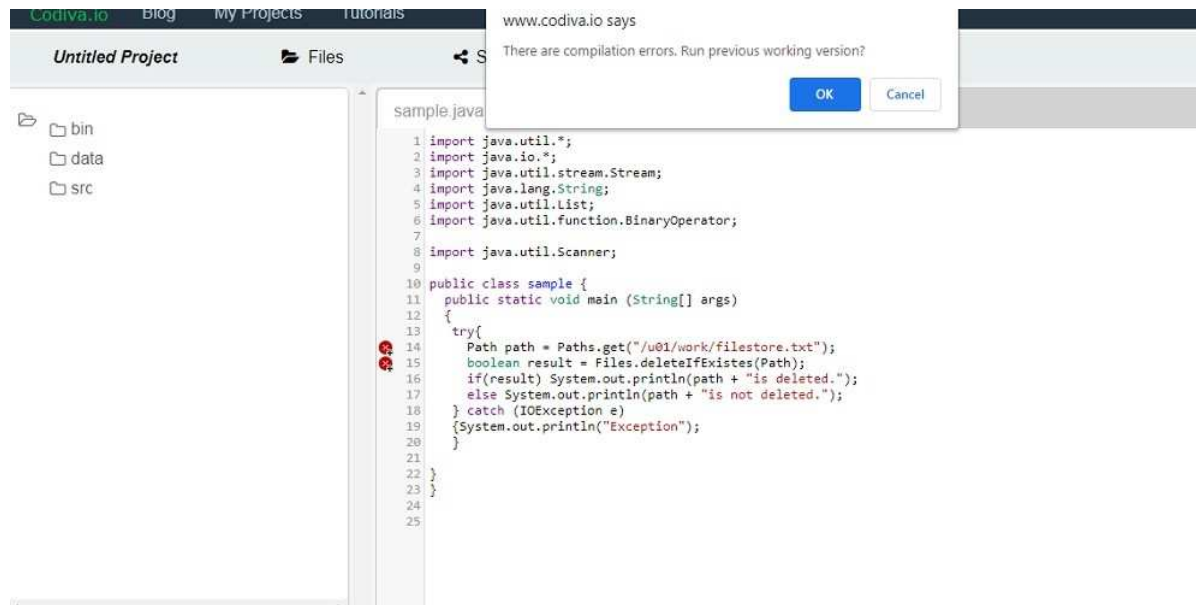 Codiva.io Blog My Projects Tutorials
www.codiva.io says
There are compilation errors. Run previous working version?
Untitled Project Files S
OK Cancel
sample.java
bin
data
src
1 import java.util.*;
2 import java.io.*;
3 import java.util.stream.Stream;
4 import java.lang.String;
5 import java.util.List;
6 import java.util.function.BinaryOperator;
7
8 import java.util.Scanner;
9
10 public class sample {
11 public static void main (String[] args)
12 {
13 try{
14 Path path = Paths.get("/u01/work/filestore.txt");
15 boolean result = Files.deleteIfExistes(Path);
16 if(result) System.out.println(path + "is deleted.");
17 else System.out.println(path + "is not deleted.");
18 } catch (IOException e)
19 {System.out.println("Exception");
20 }
21
22 }
23 }
24
25